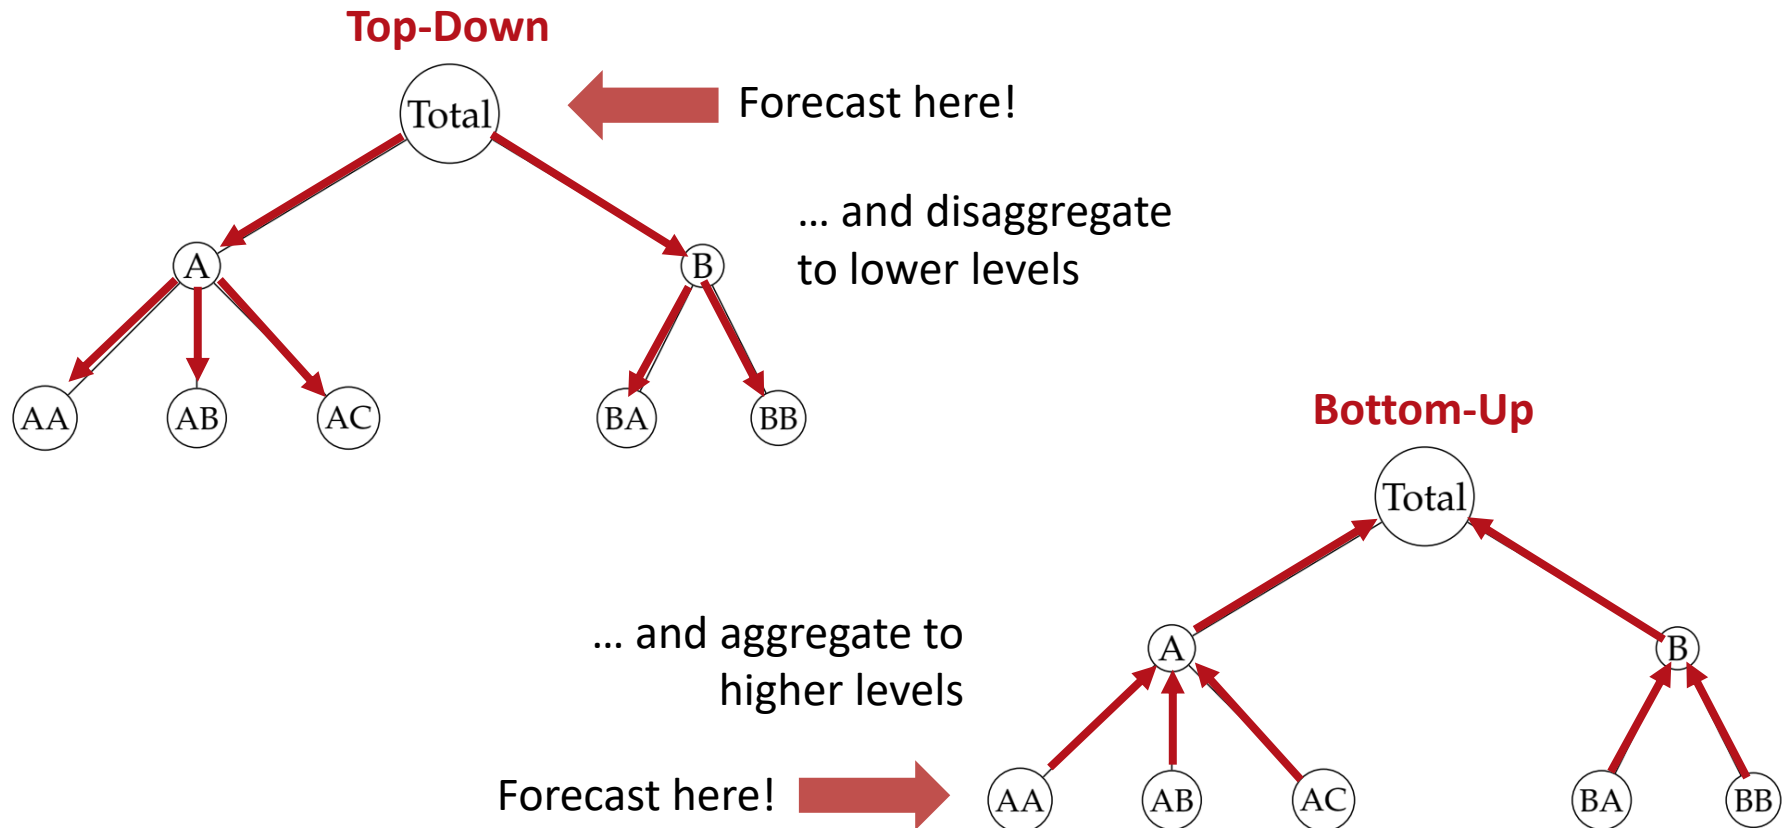 Top-Down
Total
Forecast here!
... and disaggregate
to lower levels
A
B
AA
AB
AC
BA
BB
Bottom-Up
Total
... and aggregate to
higher levels
A
B
Forecast here!
AA
AB
AC
BA
BB